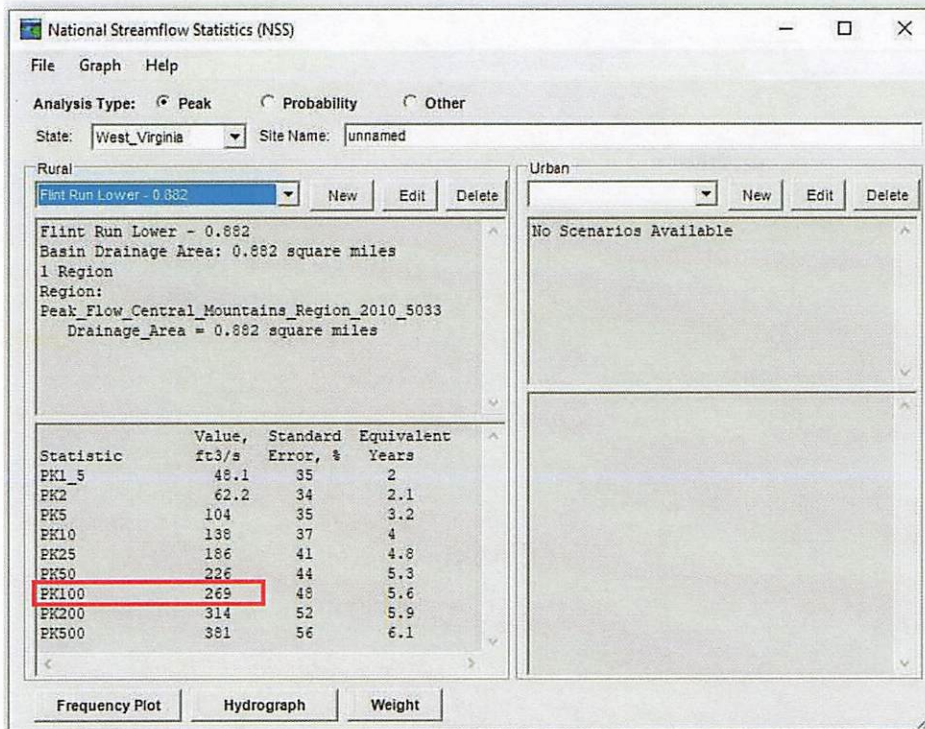 National Streamflow Statistics (NSS)
File Graph Help
Analysis Type: Peak Probability Other
State: West_Virginia Site Name: unnamed
Rural
Flint Run Lower - 0.882 New Edit Delete
Flint Run Lower - 0.882
Basin Drainage Area: 0.882 square miles
1 Region
Region:
Peak_Flow_Central_Mountains_Region_2010_5033
Drainage_Area = 0.882 square miles
Value, Standard Equivalent
Statistic ft3/s Error, % Years
PK1_5 48.1 35 2
PK2 62.2 34 2.1
PK5 104 35 3.2
PK10 138 37 4
PK25 186 41 4.8
PK50 226 44 5.3
PK100 269 48 5.6
PK200 314 52 5.9
PK500 381 56 6.1
Urban
New Edit Delete
No Scenarios Available
Frequency Plot Hydrograph Weight